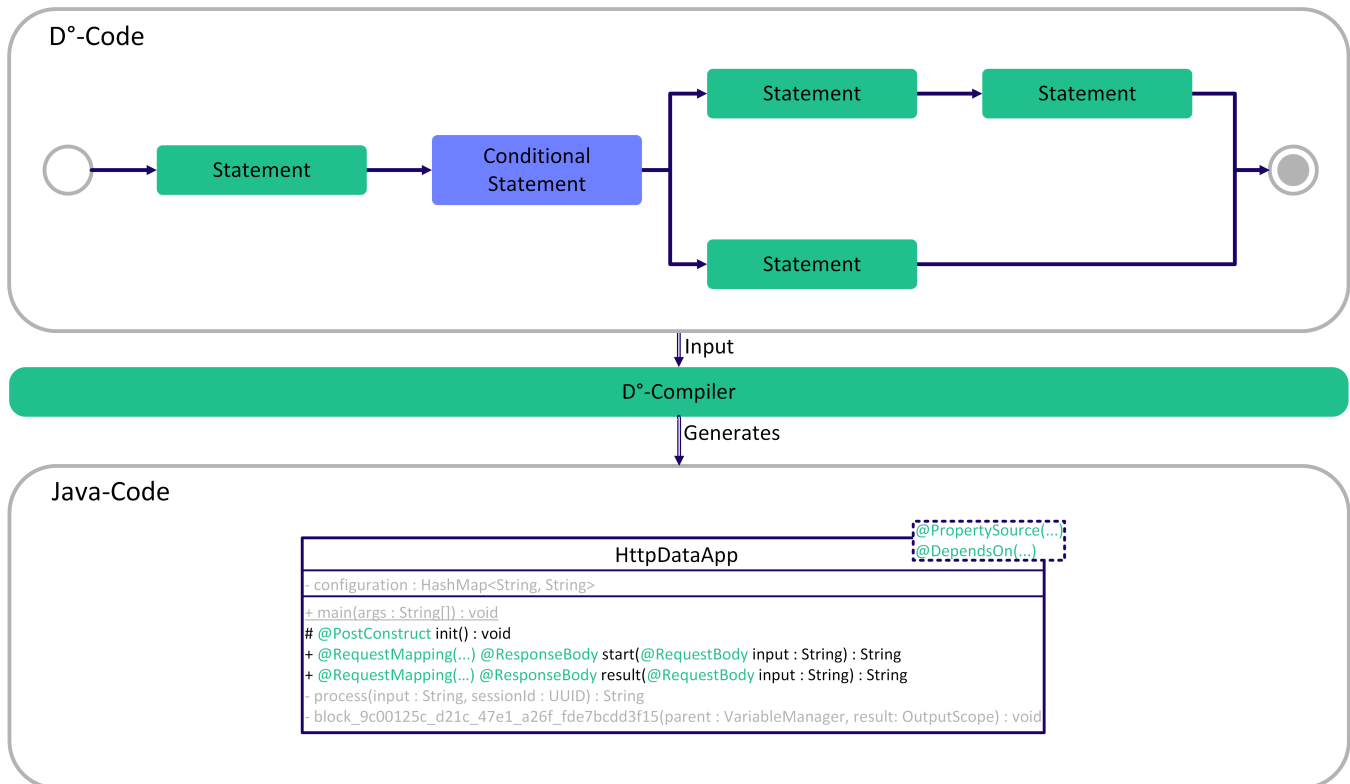 D°-Code
Statement
Statement
Conditional
Statement
Statement
Statement
Input
D°-Compiler
Generates
Java-Code
@PropertySource(...)
@DependsOn(...)
HttpDataApp
- configuration : HashMap<String, String>
+ main(args : String[]) : void
# @PostConstruct init() : void
+ @RequestMapping(...) @ResponseBody start(@RequestBody input : String) : String
+ @RequestMapping(...) @ResponseBody result(@RequestBody input : String) : String
- process(input : String, sessionId : UUID) : String
- block_9c00125c_d21c_47e1_a26f_fde7bcdd3f15(parent : VariableManager, result: OutputScope) : void